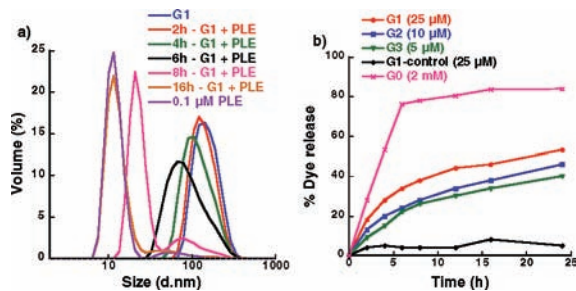 a)
G1
2h - G1 + PLE
4h - G1 + PLE
6h - G1 + PLE
8h - G1 + PLE
16h - G1 + PLE
0.1 μM PLE
25
20
15
10
5
0
Volume (%)
10 100 1000
Size (d.nm)
b)
G1 (25 μM)
G2 (10 μM)
G3 (5 μM)
G1-control (25 μM)
G0 (2 mM)
100
80
60
40
20
0
% Dye release
0 5 10 15 20 25
Time (h)